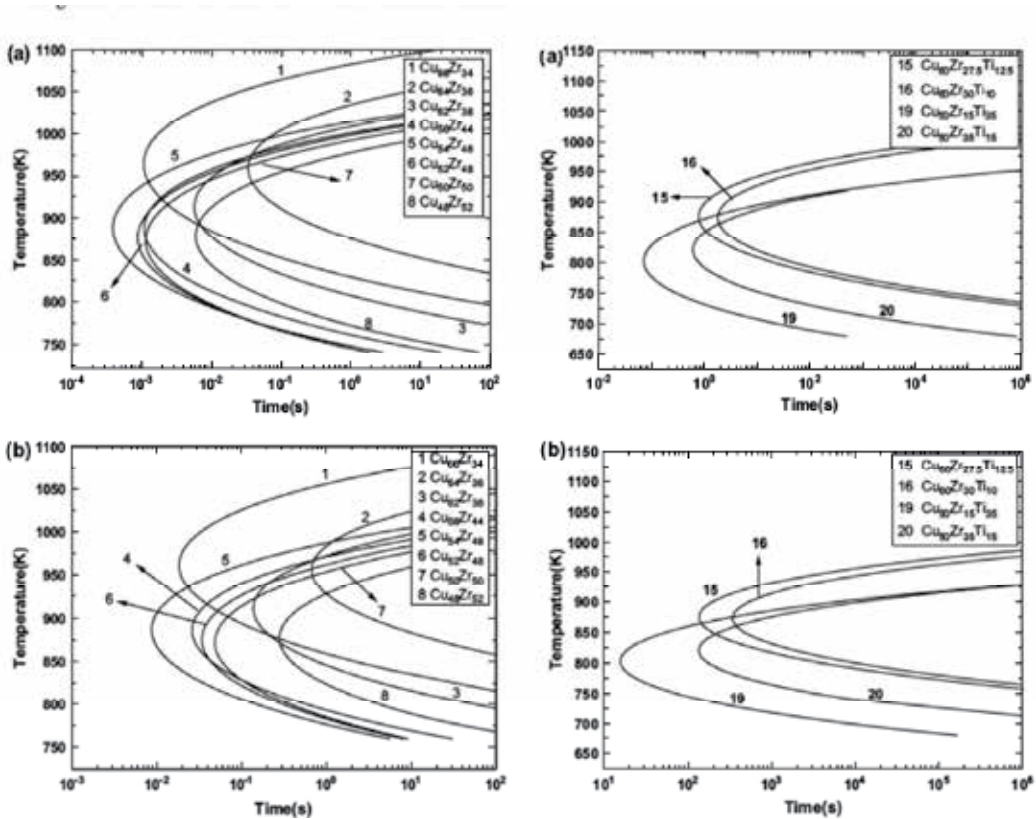 (a)
1100
1050
1000
950
900
850
800
750
Temperature(K)
1
2
5
7
4
6
8
3
1 Cu66Zr34
2 Cu64Zr36
3 Cu62Zr38
4 Cu56Zr44
5 Cu54Zr46
6 Cu52Zr48
7 Cu50Zr50
8 Cu48Zr52
10-4 10-3 10-2 10-1 100 101 102
Time(s)
(a)
1150
1100
1050
1000
950
900
850
800
750
700
650
Temperature(K)
15 Cu60Zr27.5Ti12.5
16 Cu60Zr30Ti10
19 Cu50Zr15Ti35
20 Cu50Zr35Ti15
16
15
20
19
10-2 100 102 104 106
Time(s)
(b)
1100
1050
1000
950
900
850
800
750
Temperature(K)
1
2
5
4
6
7
3
8
1 Cu66Zr34
2 Cu64Zr36
3 Cu62Zr38
4 Cu56Zr44
5 Cu54Zr46
6 Cu52Zr48
7 Cu50Zr50
8 Cu48Zr52
10-3 10-2 10-1 100 101 102
Time(s)
(b)
1150
1100
1050
1000
950
900
850
800
750
700
650
Temperature(K)
15 Cu60Zr27.5Ti12.5
16 Cu60Zr30Ti10
19 Cu50Zr15Ti35
20 Cu50Zr35Ti15
16
15
20
19
101 102 103 104 105 106
Time(s)